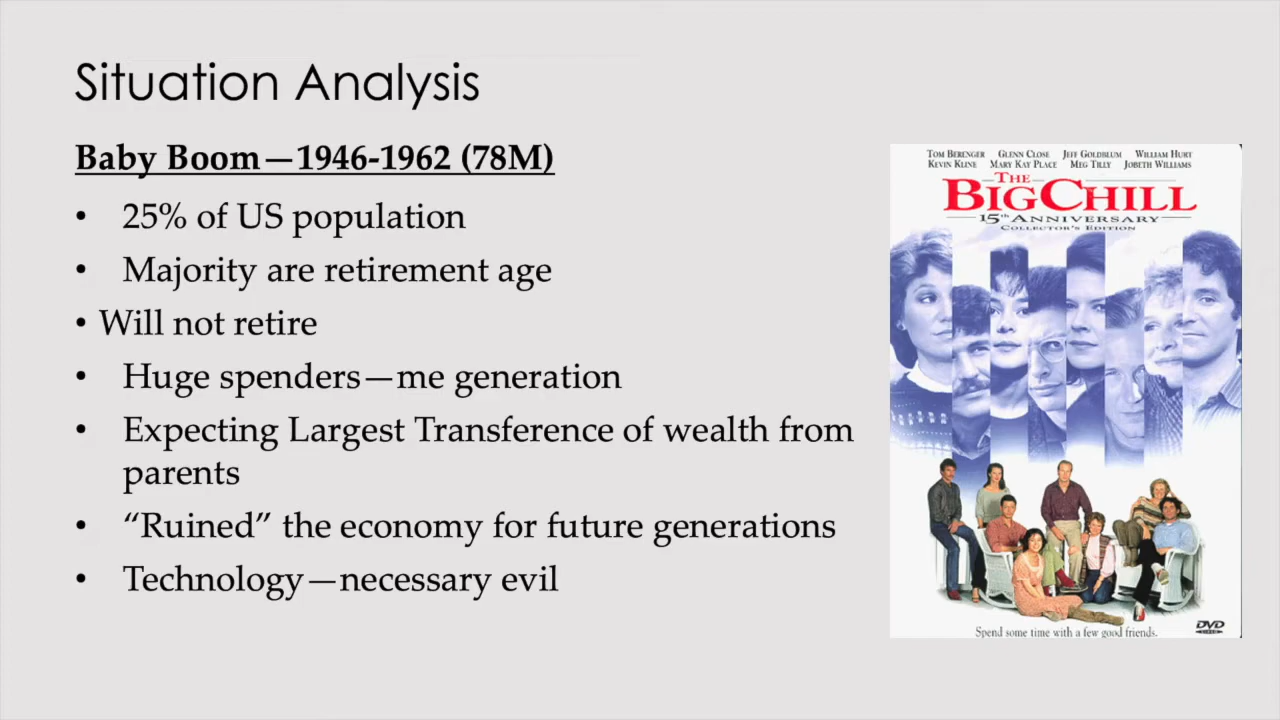 Situation Analysis
Baby Boom—1946-1962 (78M)
• 25% of US population
• Majority are retirement age
• Will not retire
• Huge spenders—me generation
• Expecting Largest Transference of wealth from
parents
• “Ruined” the economy for future generations
• Technology—necessary evil
TOM BERENGER GLENN CLOSE JEFF GOLDBLUM WILLIAM HURT
KEVIN KLINE MARY KAY PLACE MEG TILLY JOBETH WILLIAMS
THE
BIG CHILL
15th ANNIVERSARY
COLLECTOR'S EDITION
Spend some time with a few good friends.
DVD